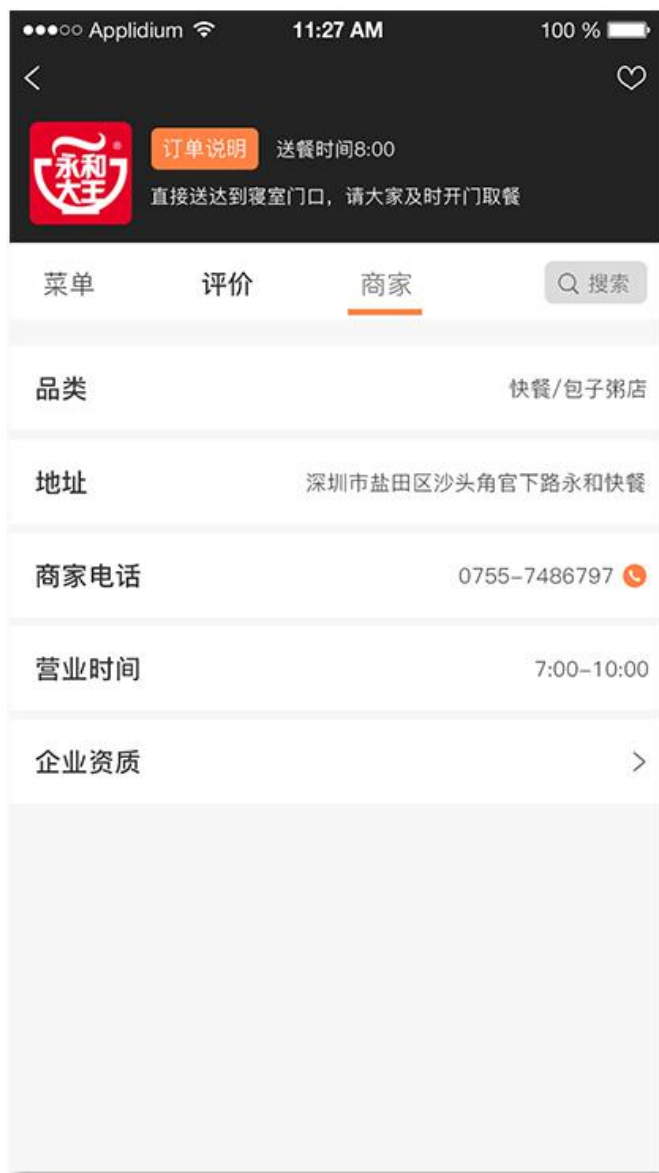 ●●●○○ Applidium 11:27 AM 100 %
永和
大王®
订单说明 送餐时间8:00
直接送达到寝室门口，请大家及时开门取餐
菜单 评价 商家 搜索
品类 快餐/包子粥店
地址 深圳市盐田区沙头角官下路永和快餐
商家电话 0755-7486797
营业时间 7:00-10:00
企业资质